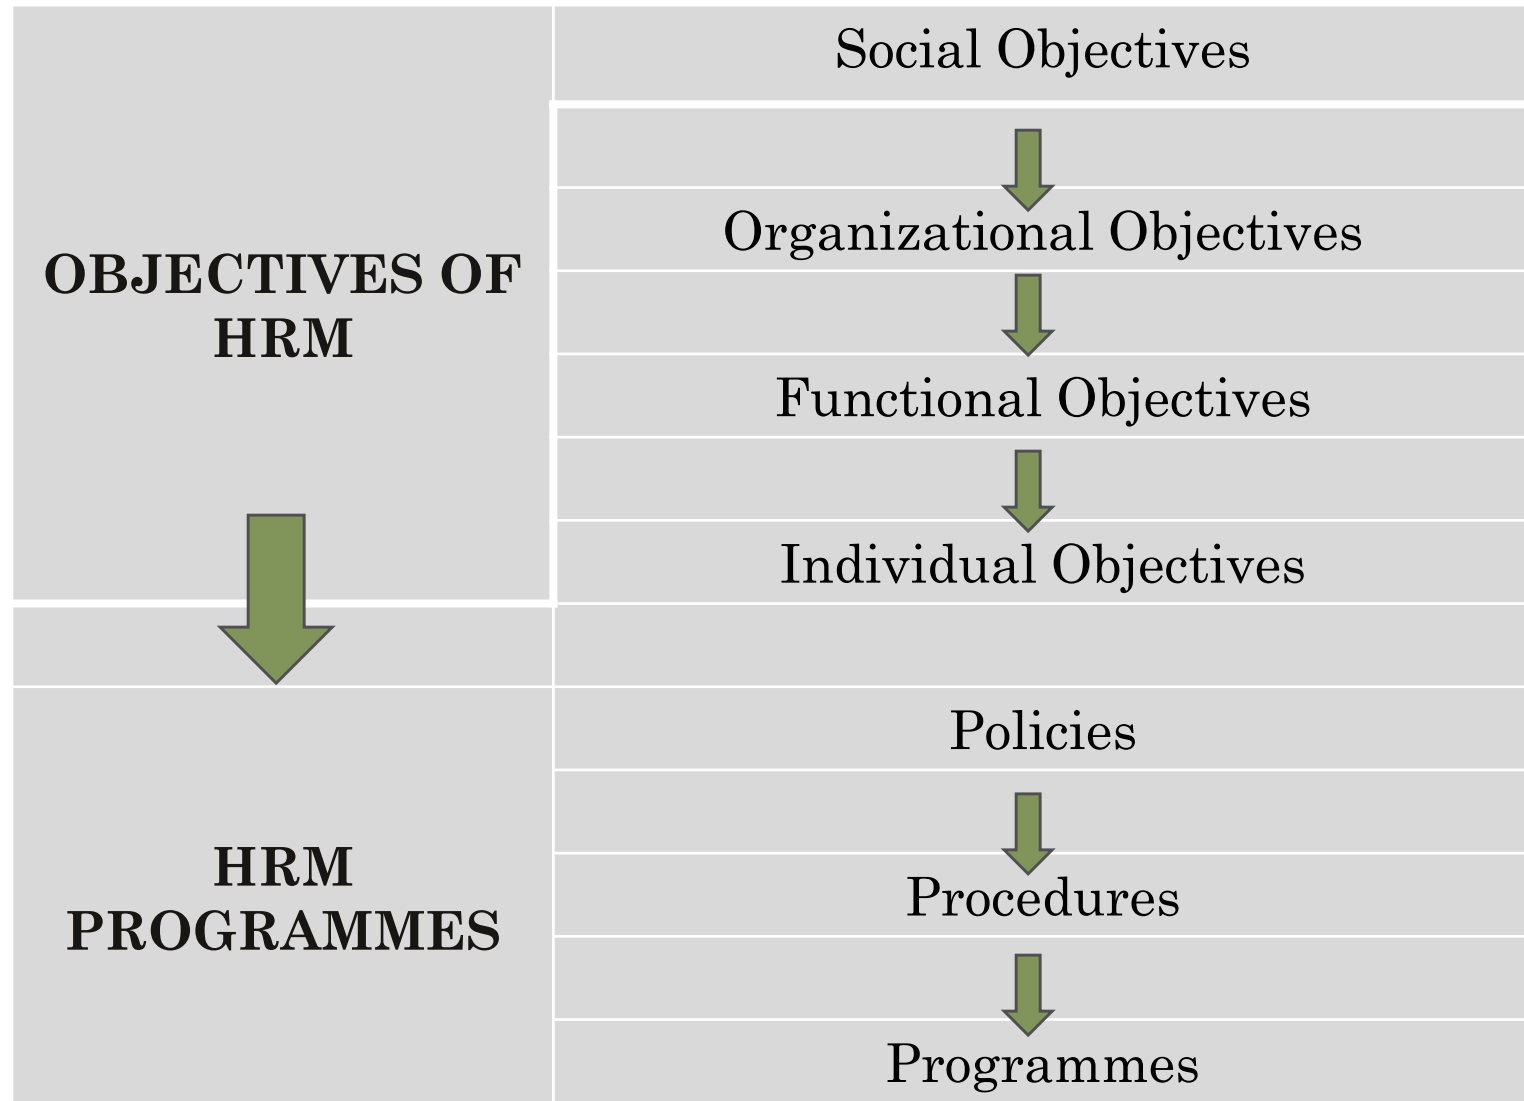 Social Objectives
OBJECTIVES OF
HRM
Organizational Objectives
Functional Objectives
Individual Objectives
HRM
PROGRAMMES
Policies
Procedures
Programmes